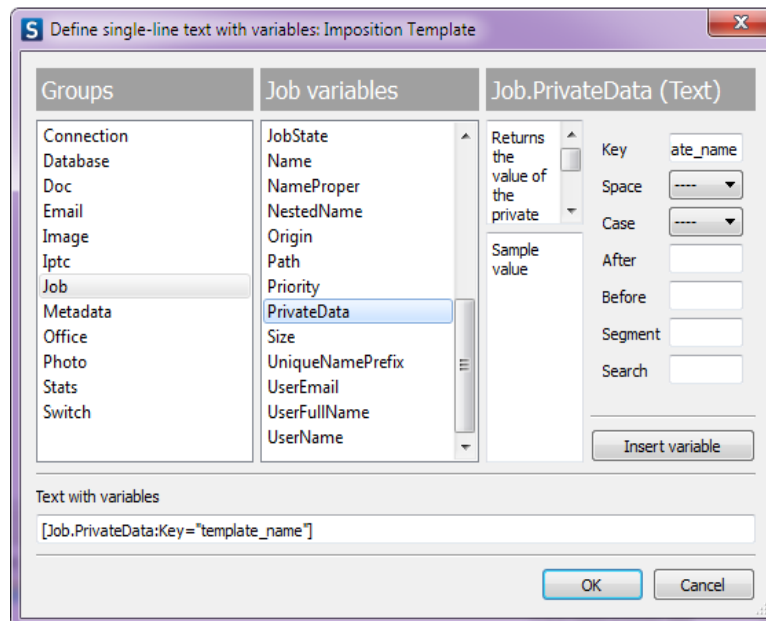 S Define single-line text with variables: Imposition Template
x
Groups
Job variables
Job.PrivateData (Text)
Connection
Database
Doc
Email
Image
Iptc
Job
Metadata
Office
Photo
Stats
Switch
JobState
Name
NameProper
NestedName
Origin
Path
Priority
PrivateData
Size
UniqueNamePrefix
UserEmail
UserFullName
UserName
Returns
the
value of
the
private
Sample
value
Key ate_name
Space ----
Case ----
After
Before
Segment
Search
Insert variable
Text with variables
[Job.PrivateData:Key="template_name"]
OK
Cancel